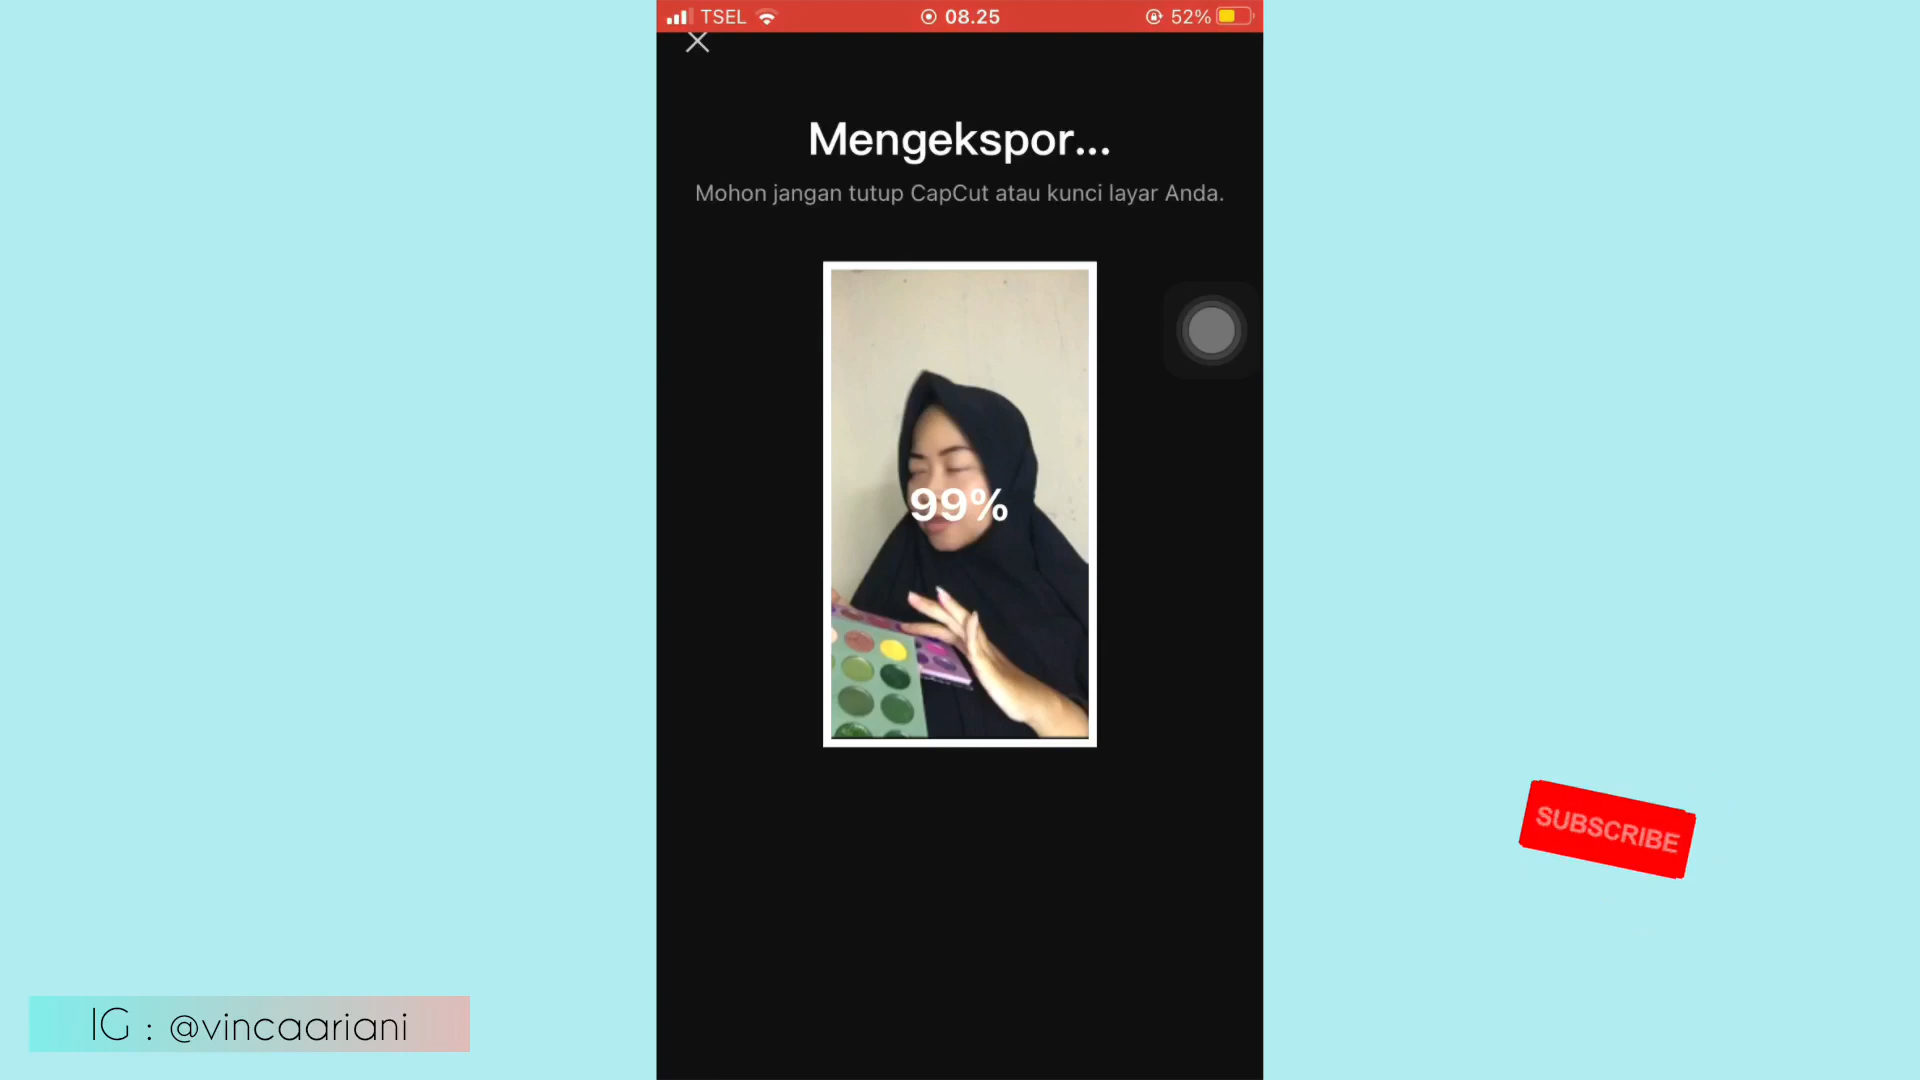 TSEL 08.25 52%
Mengekspor...
Mohon jangan tutup CapCut atau kunci layar Anda.
99%
SUBSCRIBE
IG : @vincaariani